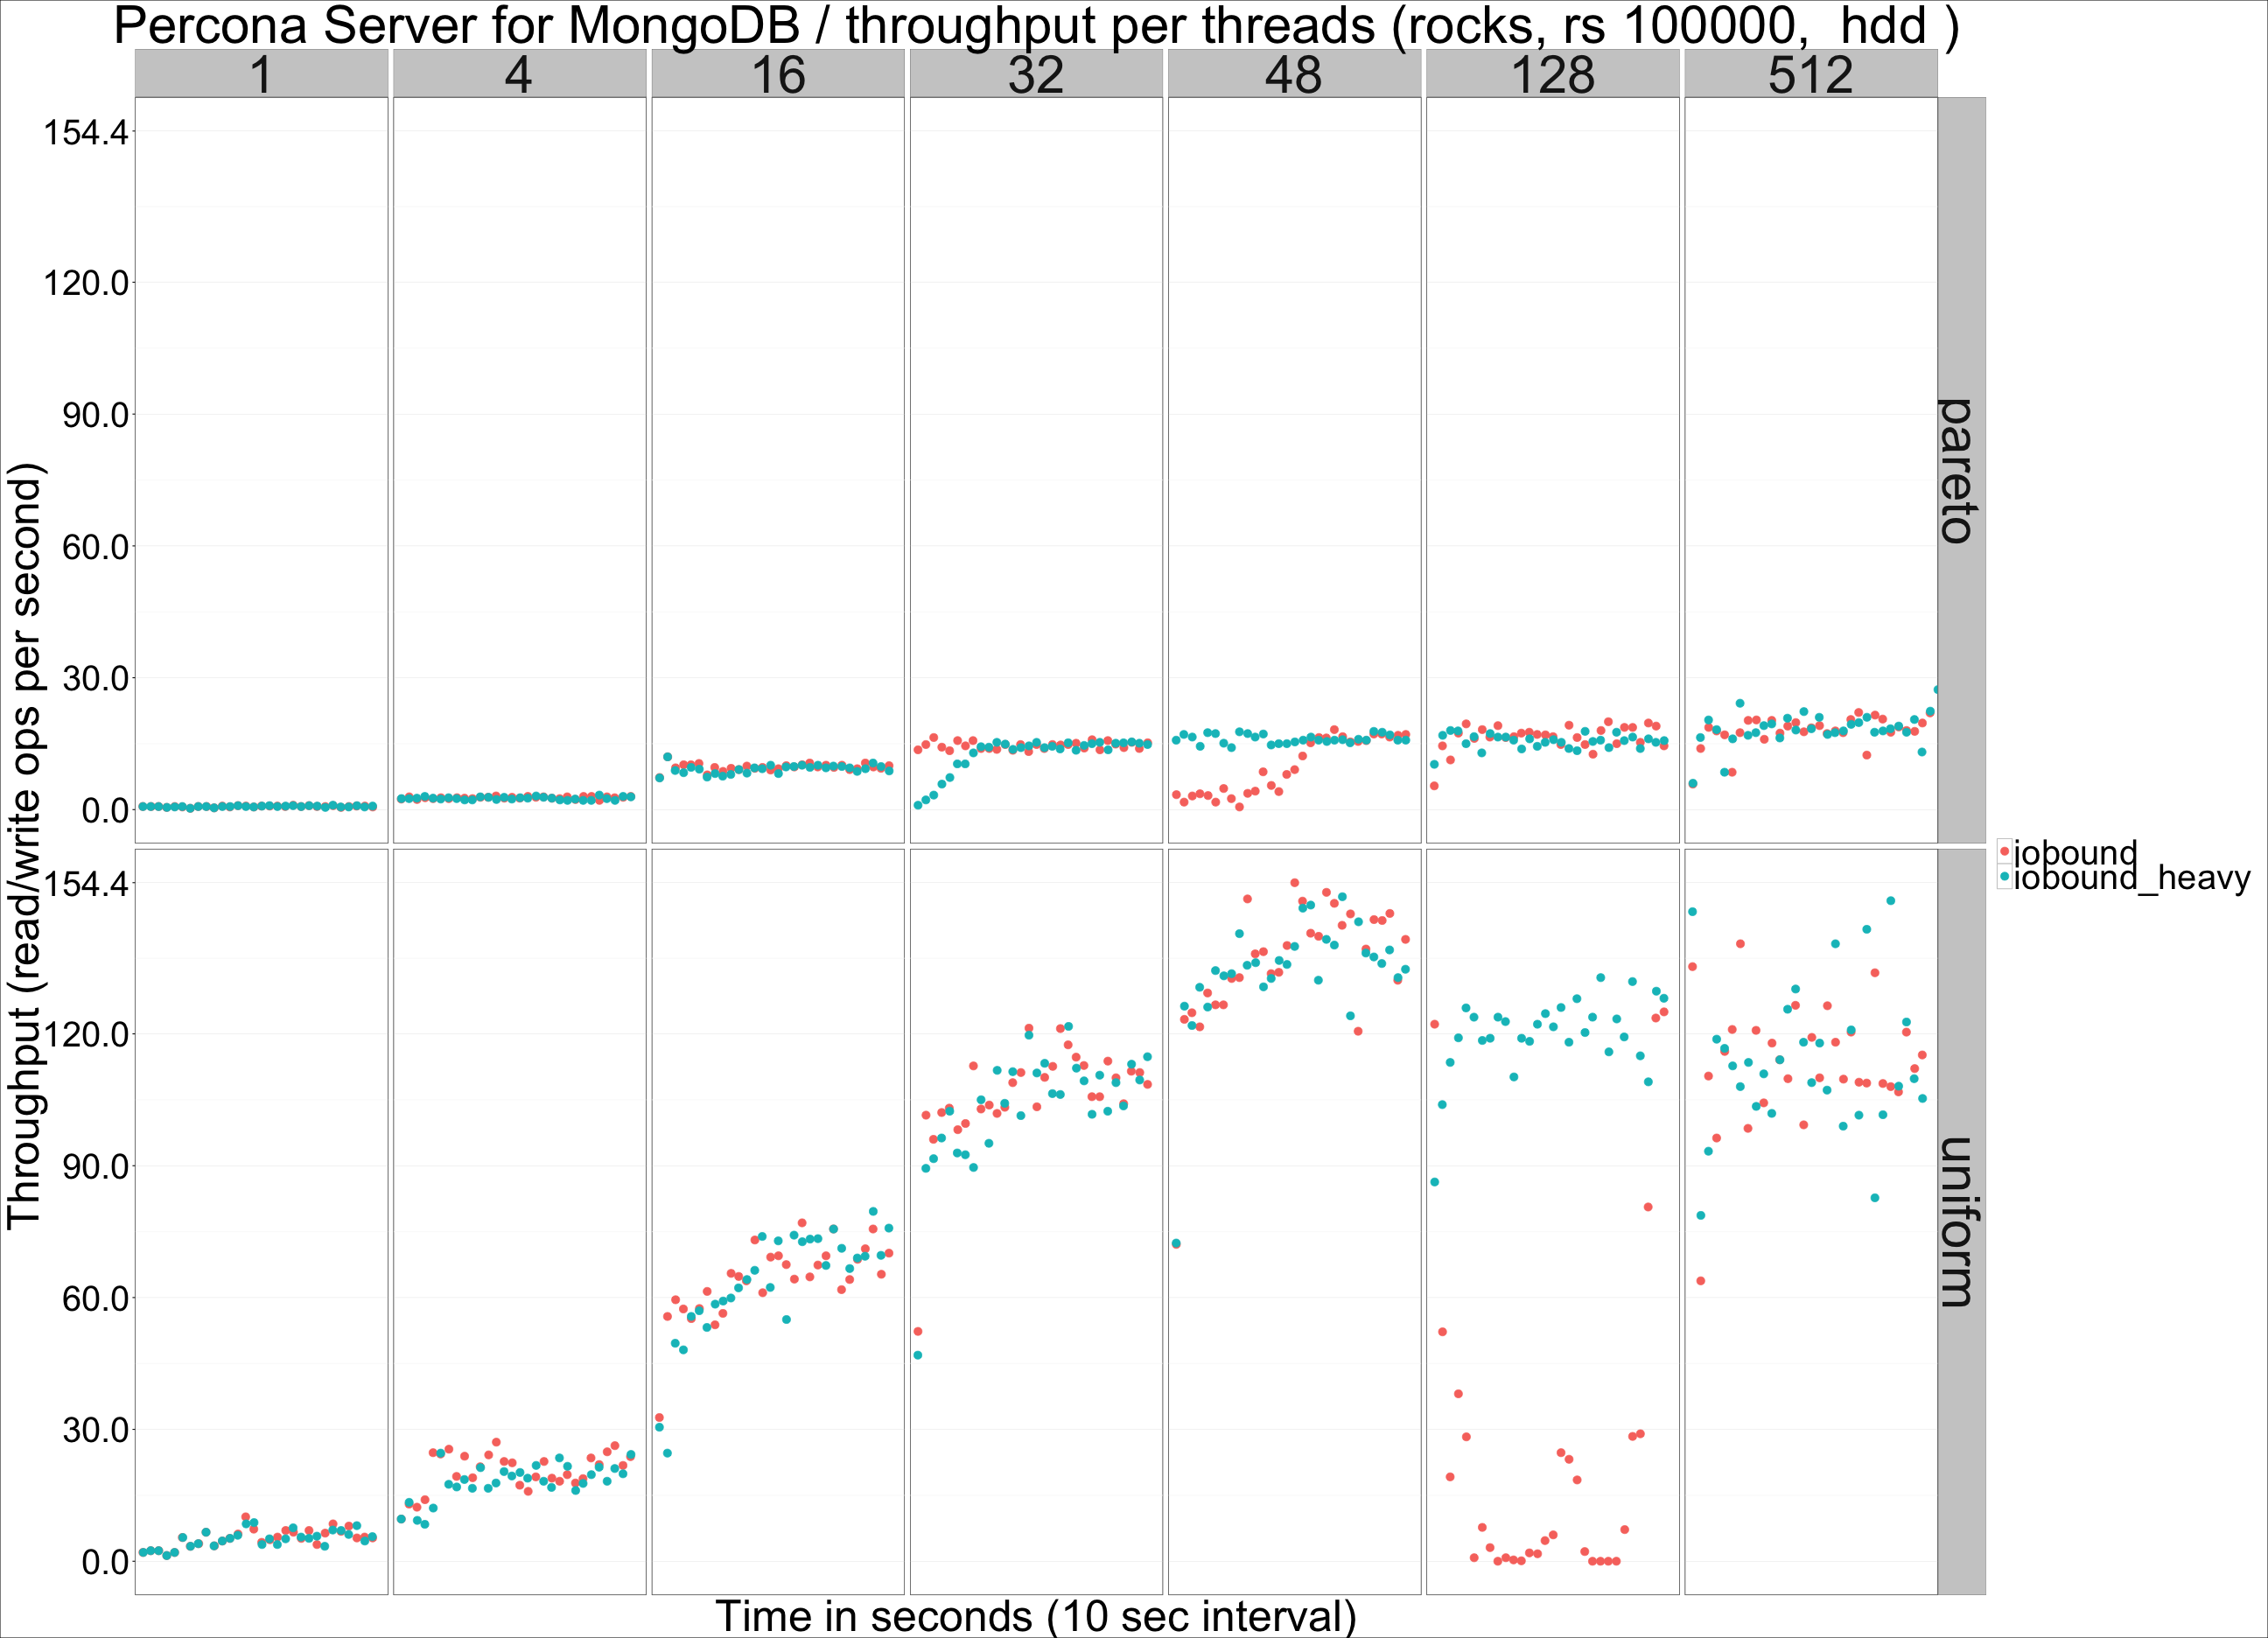 Percona Server for MongoDB / throughput per threads (rocks, rs 100000,  hdd )
1 4 16 32 48 128 512
Throughput (read/write ops per second)
154.4
120.0
90.0
60.0
30.0
0.0
pareto
154.4
120.0
90.0
60.0
30.0
0.0
uniform
iobound
iobound_heavy
Time in seconds (10 sec interval)